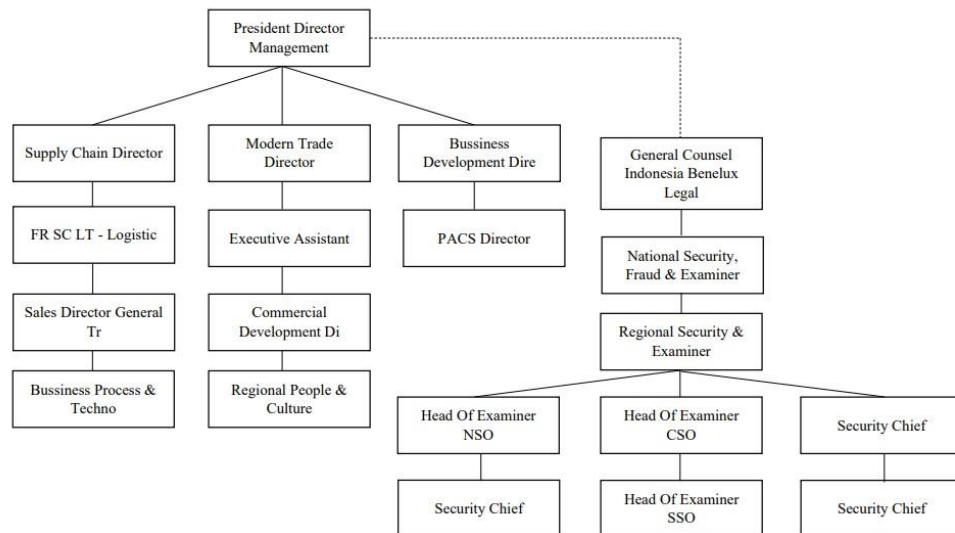 President Director
Management
Supply Chain Director
Modern Trade
Director
Bussiness
Development Dire
General Counsel
Indonesia Benelux
Legal
FR SC LT - Logistic
Executive Assistant
PACS Director
National Security,
Fraud & Examiner
Sales Director General
Tr
Commercial
Development Di
Regional Security &
Examiner
Bussiness Process &
Techno
Regional People &
Culture
Head Of Examiner
NSO
Head Of Examiner
CSO
Security Chief
Security Chief
Head Of Examiner
SSO
Security Chief